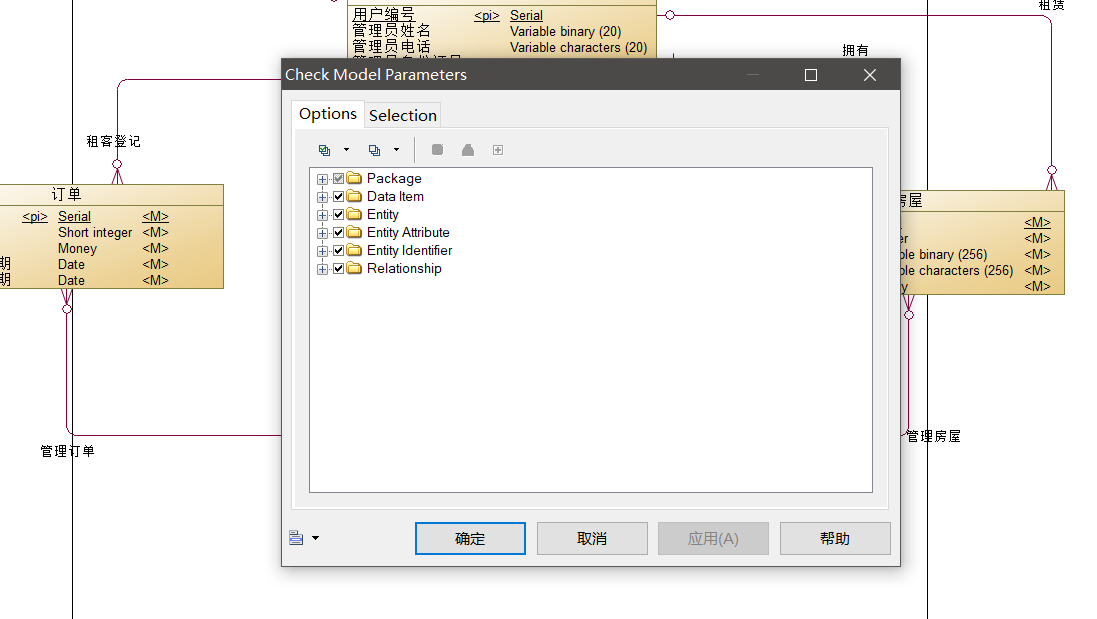 租赁
用户编号 <pi> Serial
管理员姓名 Variable binary (20)
管理员电话 Variable characters (20)
拥有
Check Model Parameters
Options Selection
租客登记
Package
Data Item
Entity
Entity Attribute
Entity Identifier
Relationship
订单
<pi> Serial <M>
Short integer <M>
Money <M>
期 Date <M>
期 Date <M>
房屋
<M>
er <M>
ble binary (256) <M>
ble characters (256) <M>
y <M>
管理订单
管理房屋
确定 取消 应用(A) 帮助